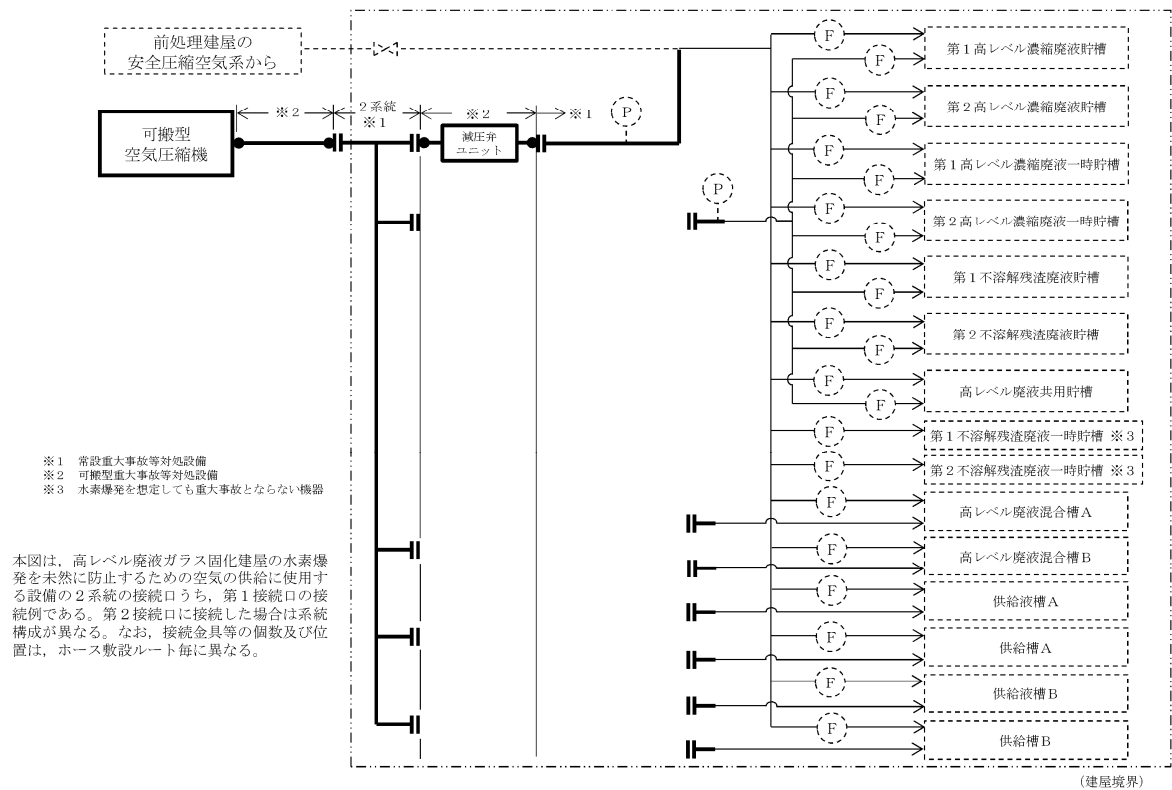 前処理建屋の
安全圧縮空気系から
※2
2系統
※1
※2
※1
可搬型
空気圧縮機
減圧弁
ユニット
P
P
F
F
第1高レベル濃縮廃液貯槽
F
F
第2高レベル濃縮廃液貯槽
F
F
第1高レベル濃縮廃液一時貯槽
F
F
第2高レベル濃縮廃液一時貯槽
F
F
第1不溶解残渣廃液貯槽
F
F
第2不溶解残渣廃液貯槽
F
F
高レベル廃液共用貯槽
F
第1不溶解残渣廃液一時貯槽 ※3
F
第2不溶解残渣廃液一時貯槽 ※3
F
高レベル廃液混合槽A
F
高レベル廃液混合槽B
F
供給液槽A
F
供給槽A
F
供給液槽B
F
供給槽B
※1 常設重大事故等対処設備
※2 可搬型重大事故等対処設備
※3 水素爆発を想定しても重大事故とならない機器
本図は，高レベル廃液ガラス固化建屋の水素爆
発を未然に防止するための空気の供給に使用す
る設備の2系統の接続口うち，第1接続口の接
続例である。第2接続口に接続した場合は系統
構成が異なる。なお，接続金具等の個数及び位
置は，ホース敷設ルート毎に異なる。
（建屋境界）